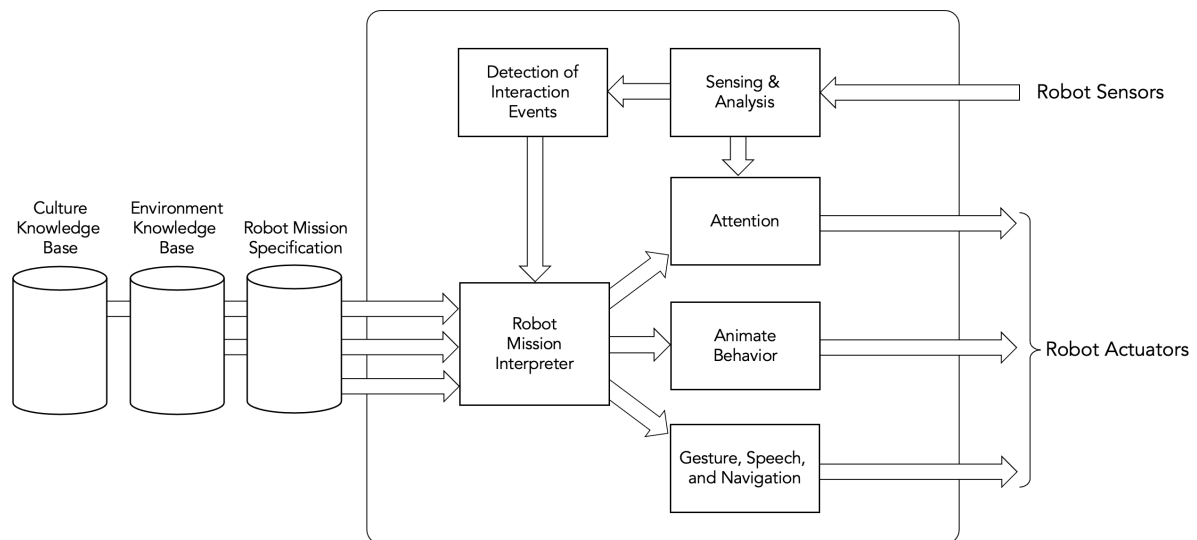 Detection of
Interaction
Events
Sensing &
Analysis
Robot Sensors
Attention
Culture
Knowledge
Base
Environment
Knowledge
Base
Robot Mission
Specification
Robot
Mission
Interpreter
Animate
Behavior
Robot Actuators
Gesture, Speech,
and Navigation